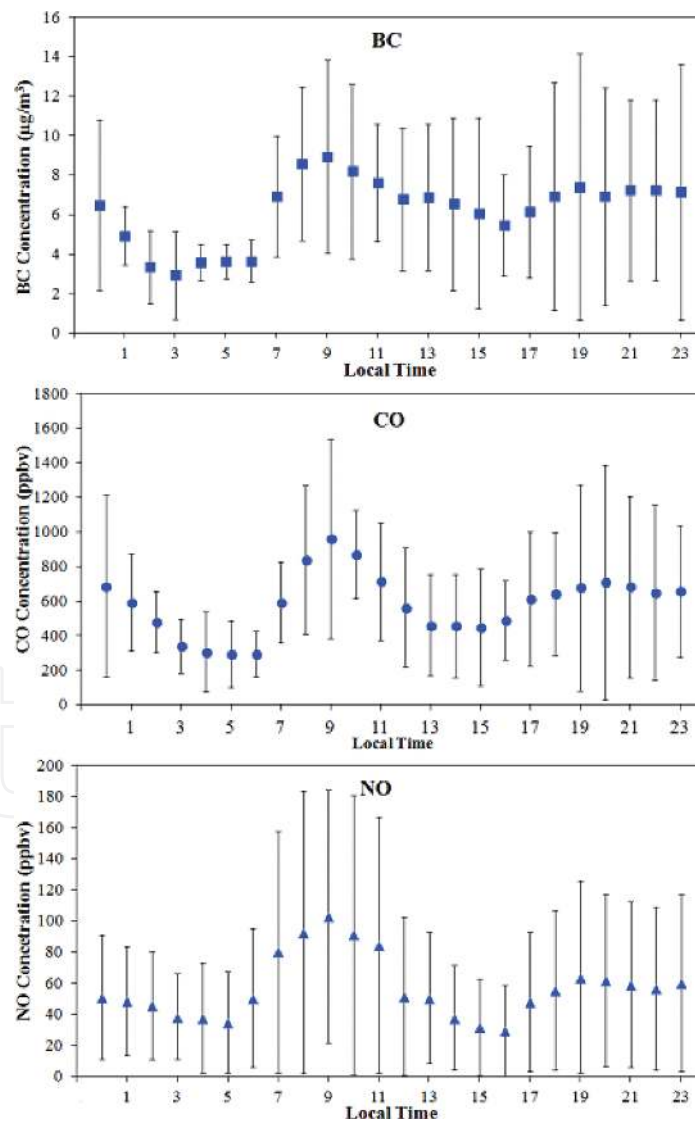 BC
BC Concentration (µg/m³)
16
14
12
10
8
6
4
2
0
1 3 5 7 9 11 13 15 17 19 21 23
Local Time
CO
CO Concentration (ppbv)
1800
1600
1400
1200
1000
800
600
400
200
0
1 3 5 7 9 11 13 15 17 19 21 23
Local Time
NO
NO Concetration (ppbv)
200
180
160
140
120
100
80
60
40
20
0
1 3 5 7 9 11 13 15 17 19 21 23
Local Time